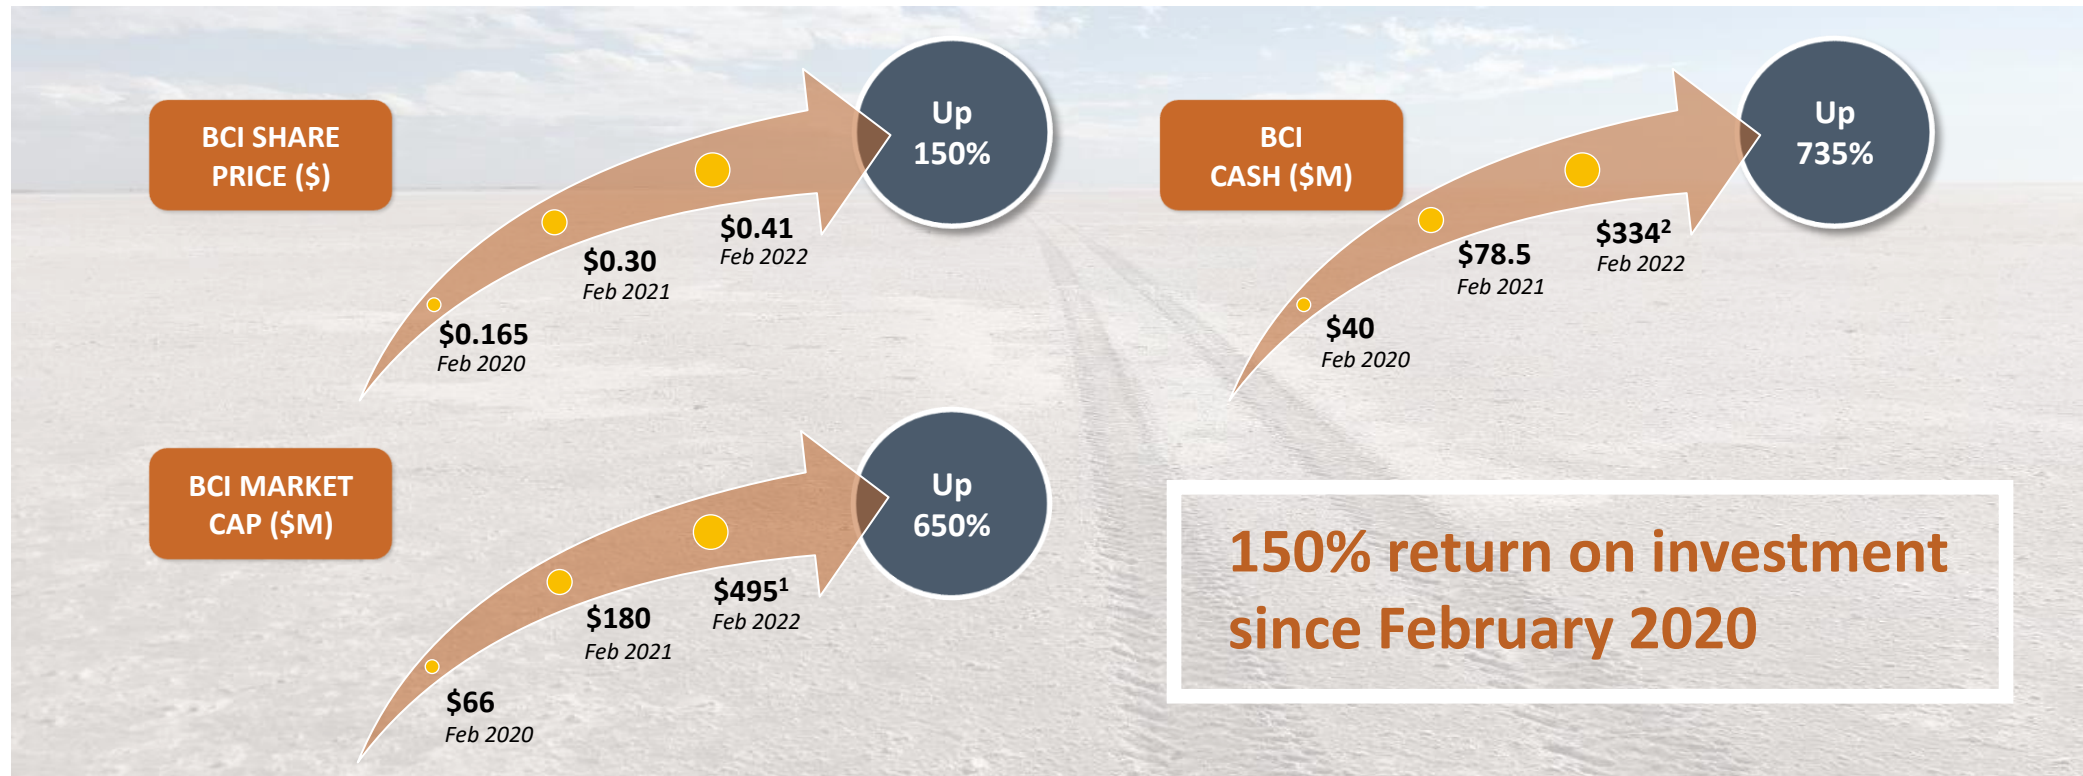 BCI SHARE
PRICE ($)
$0.165
Feb 2020
$0.30
Feb 2021
$0.41
Feb 2022
Up
150%
BCI
CASH ($M)
$40
Feb 2020
$78.5
Feb 2021
$334²
Feb 2022
Up
735%
BCI MARKET
CAP ($M)
$66
Feb 2020
$180
Feb 2021
$495¹
Feb 2022
Up
650%
150% return on investment
since February 2020